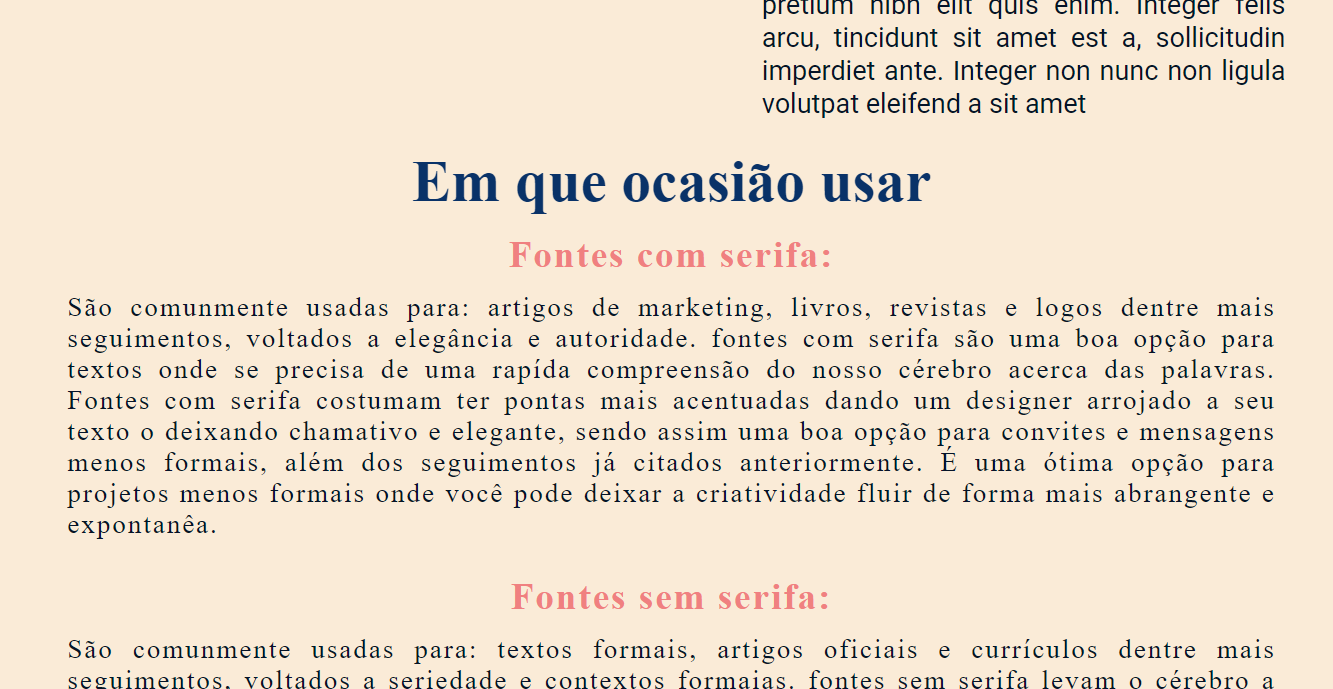 pretium nibh elit quis enim. Integer felis
arcu, tincidunt sit amet est a, sollicitudin
imperdiet ante. Integer non nunc non ligula
volutpat eleifend a sit amet
Em que ocasião usar
Fontes com serifa:
São comunmente usadas para: artigos de marketing, livros, revistas e logos dentre mais
seguimentos, voltados a elegância e autoridade. fontes com serifa são uma boa opção para
textos onde se precisa de uma rapída compreensão do nosso cérebro acerca das palavras.
Fontes com serifa costumam ter pontas mais acentuadas dando um designer arrojado a seu
texto o deixando chamativo e elegante, sendo assim uma boa opção para convites e mensagens
menos formais, além dos seguimentos já citados anteriormente. É uma ótima opção para
projetos menos formais onde você pode deixar a criatividade fluir de forma mais abrangente e
expontanêa.
Fontes sem serifa:
São comunmente usadas para: textos formais, artigos oficiais e currículos dentre mais
seguimentos, voltados a seriedade e contextos formaias. fontes sem serifa levam o cérebro a